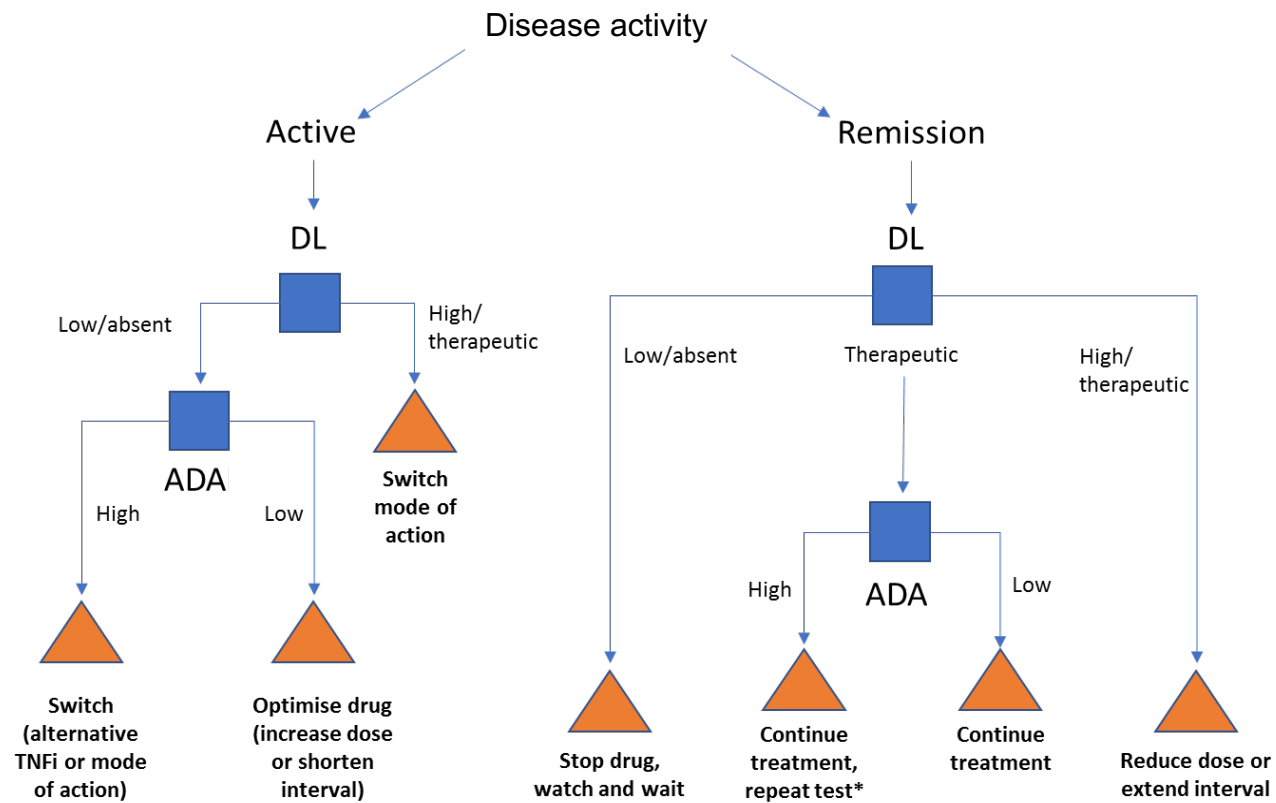 Disease activity
Active
Remission
DL
DL
Low/absent
High/
therapeutic
Low/absent
Therapeutic
High/
therapeutic
ADA
Switch
mode of
action
High
Low
ADA
High
Low
Switch
(alternative
TNFi or mode
of action)
Optimise drug
(increase dose
or shorten
interval)
Stop drug,
watch and wait
Continue
treatment,
repeat test*
Continue
treatment
Reduce dose or
extend interval